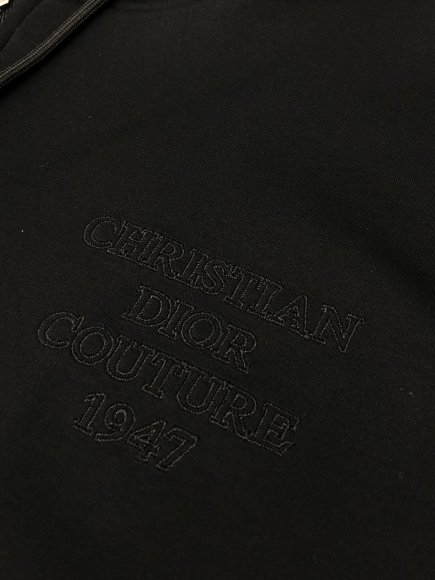 CHRISTIAN
DIOR
COUTURE
1947